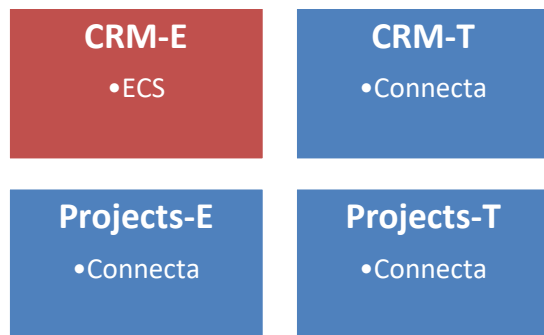 CRM-E
•ECS
CRM-T
•Connecta
Projects-E
•Connecta
Projects-T
•Connecta